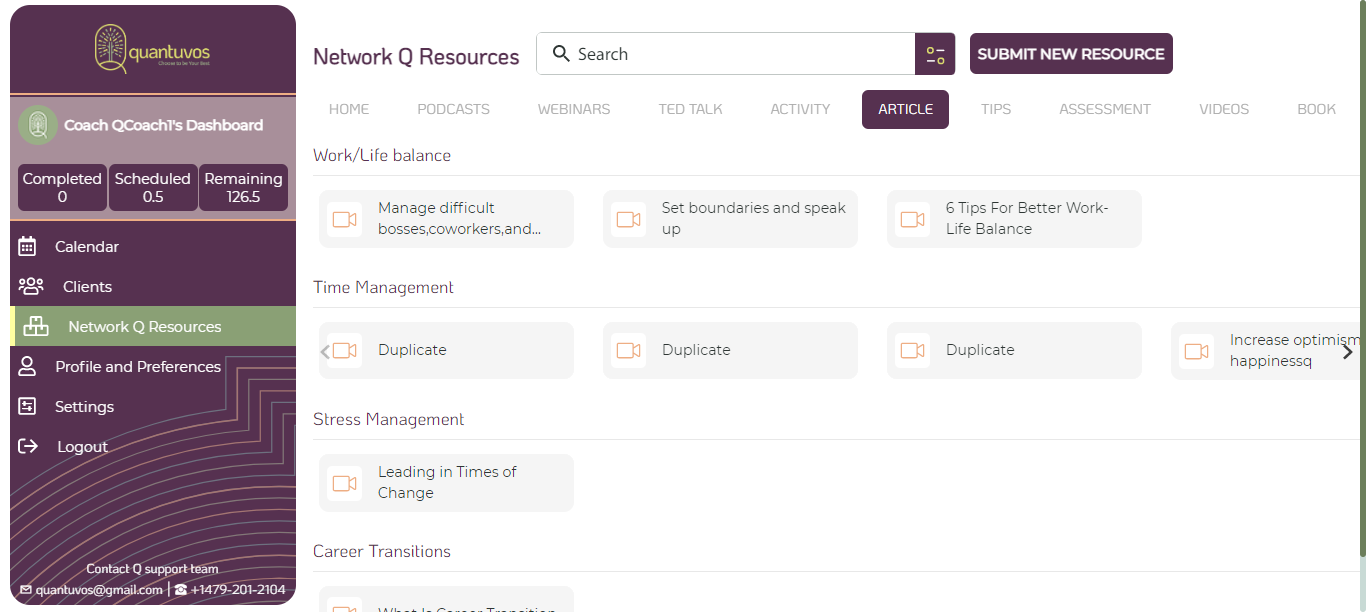 quantuvos
Choose to be Your Best
Coach QCoach1's Dashboard
Completed
0
Scheduled
0.5
Remaining
126.5
Calendar
Clients
Network Q Resources
Profile and Preferences
Settings
Logout
Contact Q support team
quantuvos@gmail.com | +1479-201-2104
Network Q Resources
Search
SUBMIT NEW RESOURCE
HOME
PODCASTS
WEBINARS
TED TALK
ACTIVITY
ARTICLE
TIPS
ASSESSMENT
VIDEOS
BOOK
Work/Life balance
Manage difficult
bosses,coworkers,and...
Set boundaries and speak
up
6 Tips For Better Work-
Life Balance
Time Management
Duplicate
Duplicate
Duplicate
Increase optimism
happinessq
Stress Management
Leading in Times of
Change
Career Transitions
What Is Career Transition